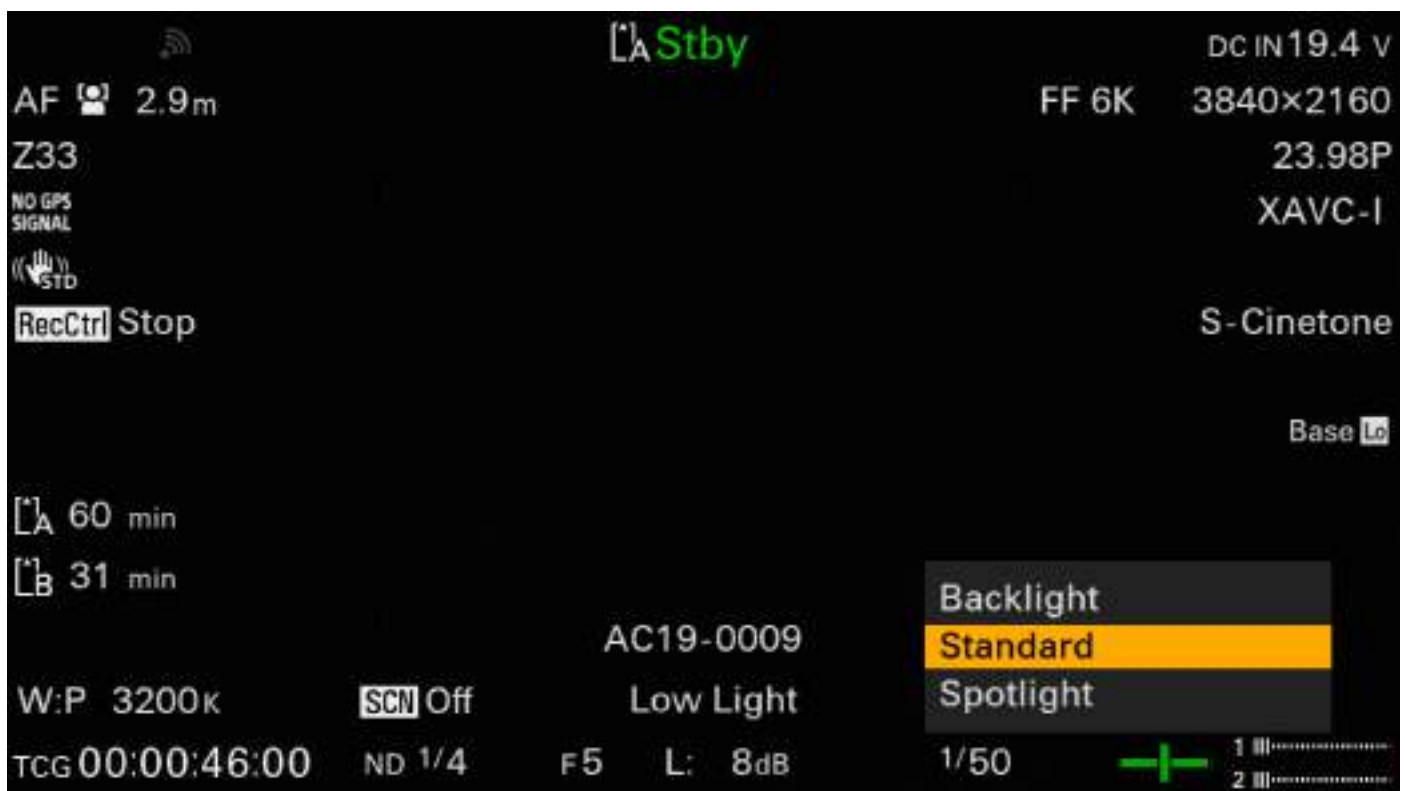 A Stby DC IN 19.4 V
AF 2.9m FF 6K 3840×2160
Z33 23.98P
NO GPS SIGNAL XAVC-I
STD
RecCtrl Stop S-Cinetone
Base Lo
A 60 min
B 31 min
Backlight
AC19-0009 Standard
W:P 3200K SCN Off Low Light Spotlight
TCG 00:00:46:00 ND 1/4 F5 L: 8dB 1/50 1
2